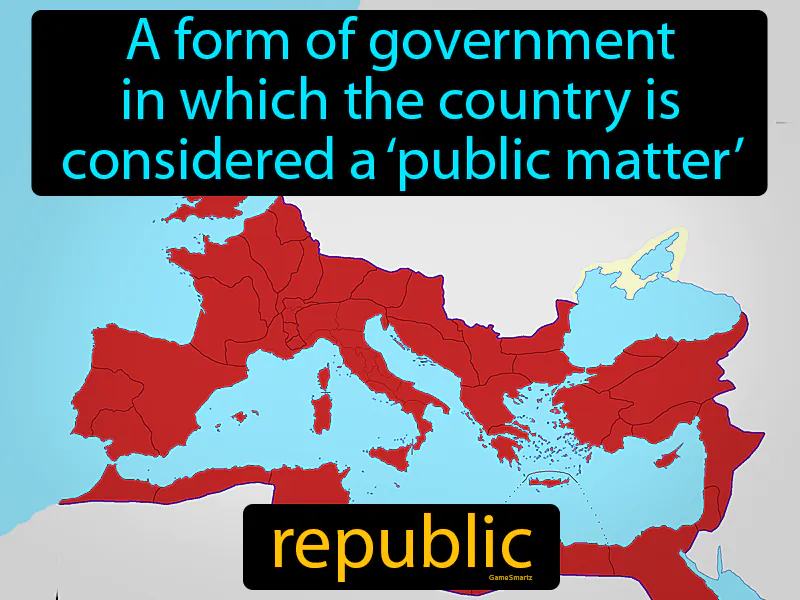 A form of government
in which the country is
considered a ‘public matter’
republic
GameSmartz